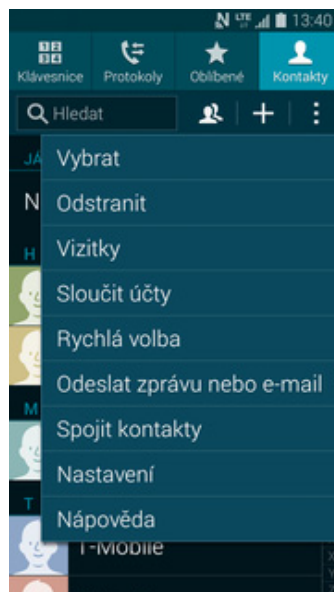 13:40
Klávesnice Protokoly Oblíbené Kontakty
Hledat
JÁ
Vybrat
N
Odstranit
H
Vizitky
Sloučit účty
Rychlá volba
Odeslat zprávu nebo e-mail
M
Spojit kontakty
Nastavení
T
Nápověda
T-Mobile